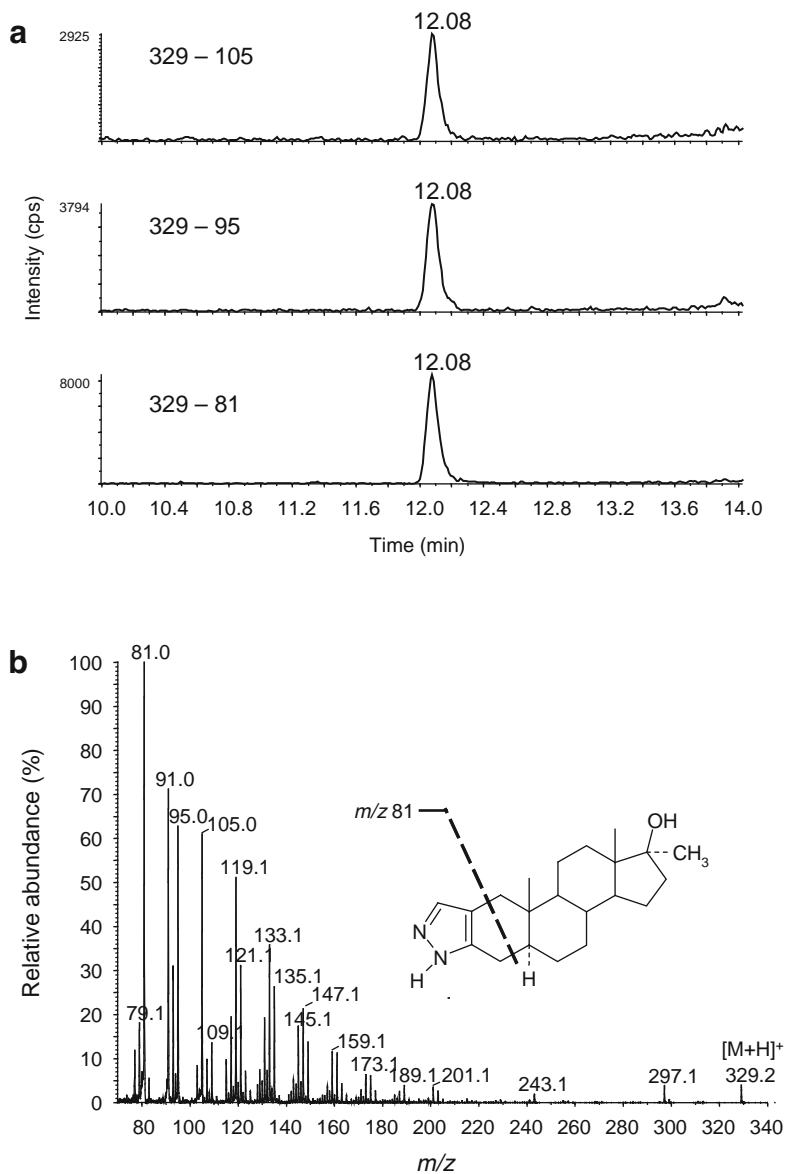 a
2925
329 – 105
12.08
3794
329 – 95
12.08
Intensity (cps)
8000
329 – 81
12.08
10.0 10.4 10.8 11.2 11.6 12.0 12.4 12.8 13.2 13.6 14.0
Time (min)
b
Relative abundance (%)
100
90
80
70
60
50
40
30
20
10
0
81.0
91.0
95.0
105.0
119.1
133.1
121.1
135.1
79.1
147.1
145.1
109.1
159.1
173.1
189.1
201.1
243.1
297.1
[M+H]+
329.2
m/z 81
OH
CH3
N
N
H
H
80 100 120 140 160 180 200 220 240 260 280 300 320 340
m/z